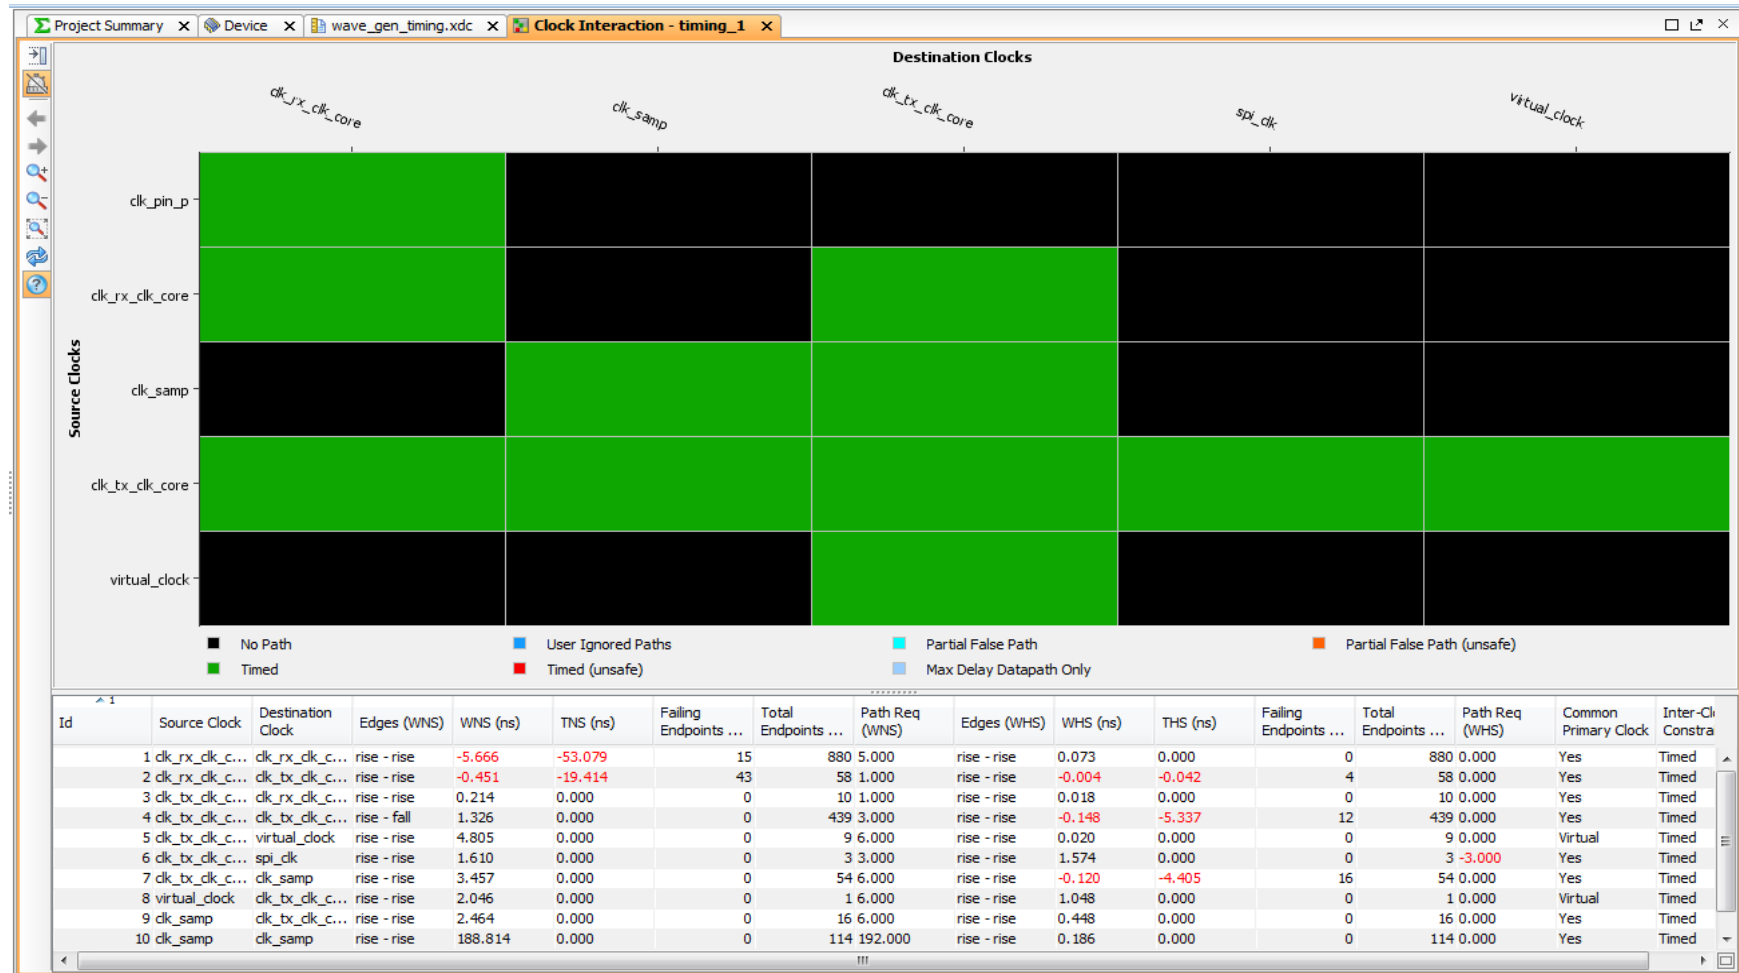 Project Summary Device wave_gen_timing.xdc Clock Interaction - timing_1
Destination Clocks
clk_rx_clk_core clk_samp clk_tx_clk_core spi_clk virtual_clock
Source Clocks
clk_pin_p
clk_rx_clk_core
clk_samp
clk_tx_clk_core
virtual_clock
No Path User Ignored Paths Partial False Path Partial False Path (unsafe)
Timed Timed (unsafe) Max Delay Datapath Only
1
Id Source Clock Destination Clock Edges (WNS) WNS (ns) TNS (ns) Failing Endpoints ... Total Endpoints ... Path Req (WNS) Edges (WHS) WHS (ns) THS (ns) Failing Endpoints ... Total Endpoints ... Path Req (WHS) Common Primary Clock Inter-Clo Constra
1 clk_rx_clk_c... clk_rx_clk_c... rise - rise -5.666 -53.079 15 880 5.000 rise - rise 0.073 0.000 0 880 0.000 Yes Timed
2 clk_rx_clk_c... clk_tx_clk_c... rise - rise -0.451 -19.414 43 58 1.000 rise - rise -0.004 -0.042 4 58 0.000 Yes Timed
3 clk_tx_clk_c... clk_rx_clk_c... rise - rise 0.214 0.000 0 10 1.000 rise - rise 0.018 0.000 0 10 0.000 Yes Timed
4 clk_tx_clk_c... clk_tx_clk_c... rise - fall 1.326 0.000 0 439 3.000 rise - rise -0.148 -5.337 12 439 0.000 Yes Timed
5 clk_tx_clk_c... virtual_clock rise - rise 4.805 0.000 0 9 6.000 rise - rise 0.020 0.000 0 9 0.000 Virtual Timed
6 clk_tx_clk_c... spi_clk rise - rise 1.610 0.000 0 3 3.000 rise - rise 1.574 0.000 0 3 -3.000 Yes Timed
7 clk_tx_clk_c... clk_samp rise - rise 3.457 0.000 0 54 6.000 rise - rise -0.120 -4.405 16 54 0.000 Yes Timed
8 virtual_clock clk_tx_clk_c... rise - rise 2.046 0.000 0 1 6.000 rise - rise 1.048 0.000 0 1 0.000 Virtual Timed
9 clk_samp clk_tx_clk_c... rise - rise 2.464 0.000 0 16 6.000 rise - rise 0.448 0.000 0 16 0.000 Yes Timed
10 clk_samp clk_samp rise - rise 188.814 0.000 0 114 192.000 rise - rise 0.186 0.000 0 114 0.000 Yes Timed